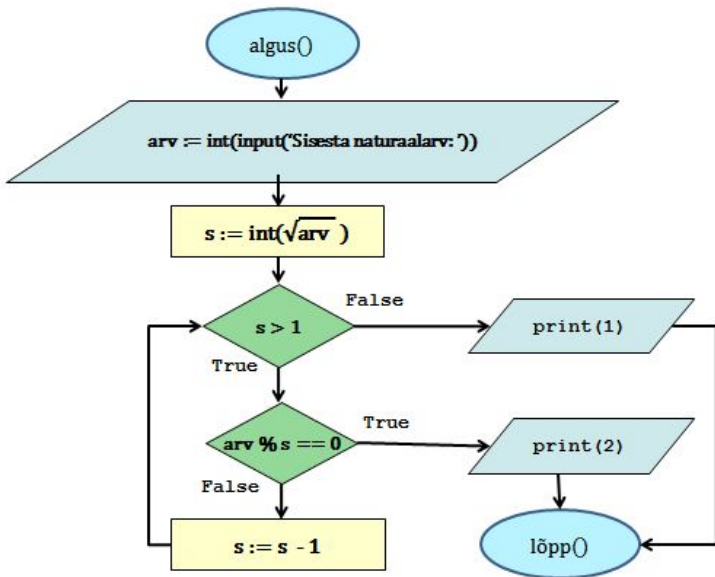 algus()
arv := int(input('Sisesta naturaalarv: '))
s := int(√arv )
s > 1
False
print(1)
True
arv % s == 0
True
print(2)
False
s := s - 1
lõpp()